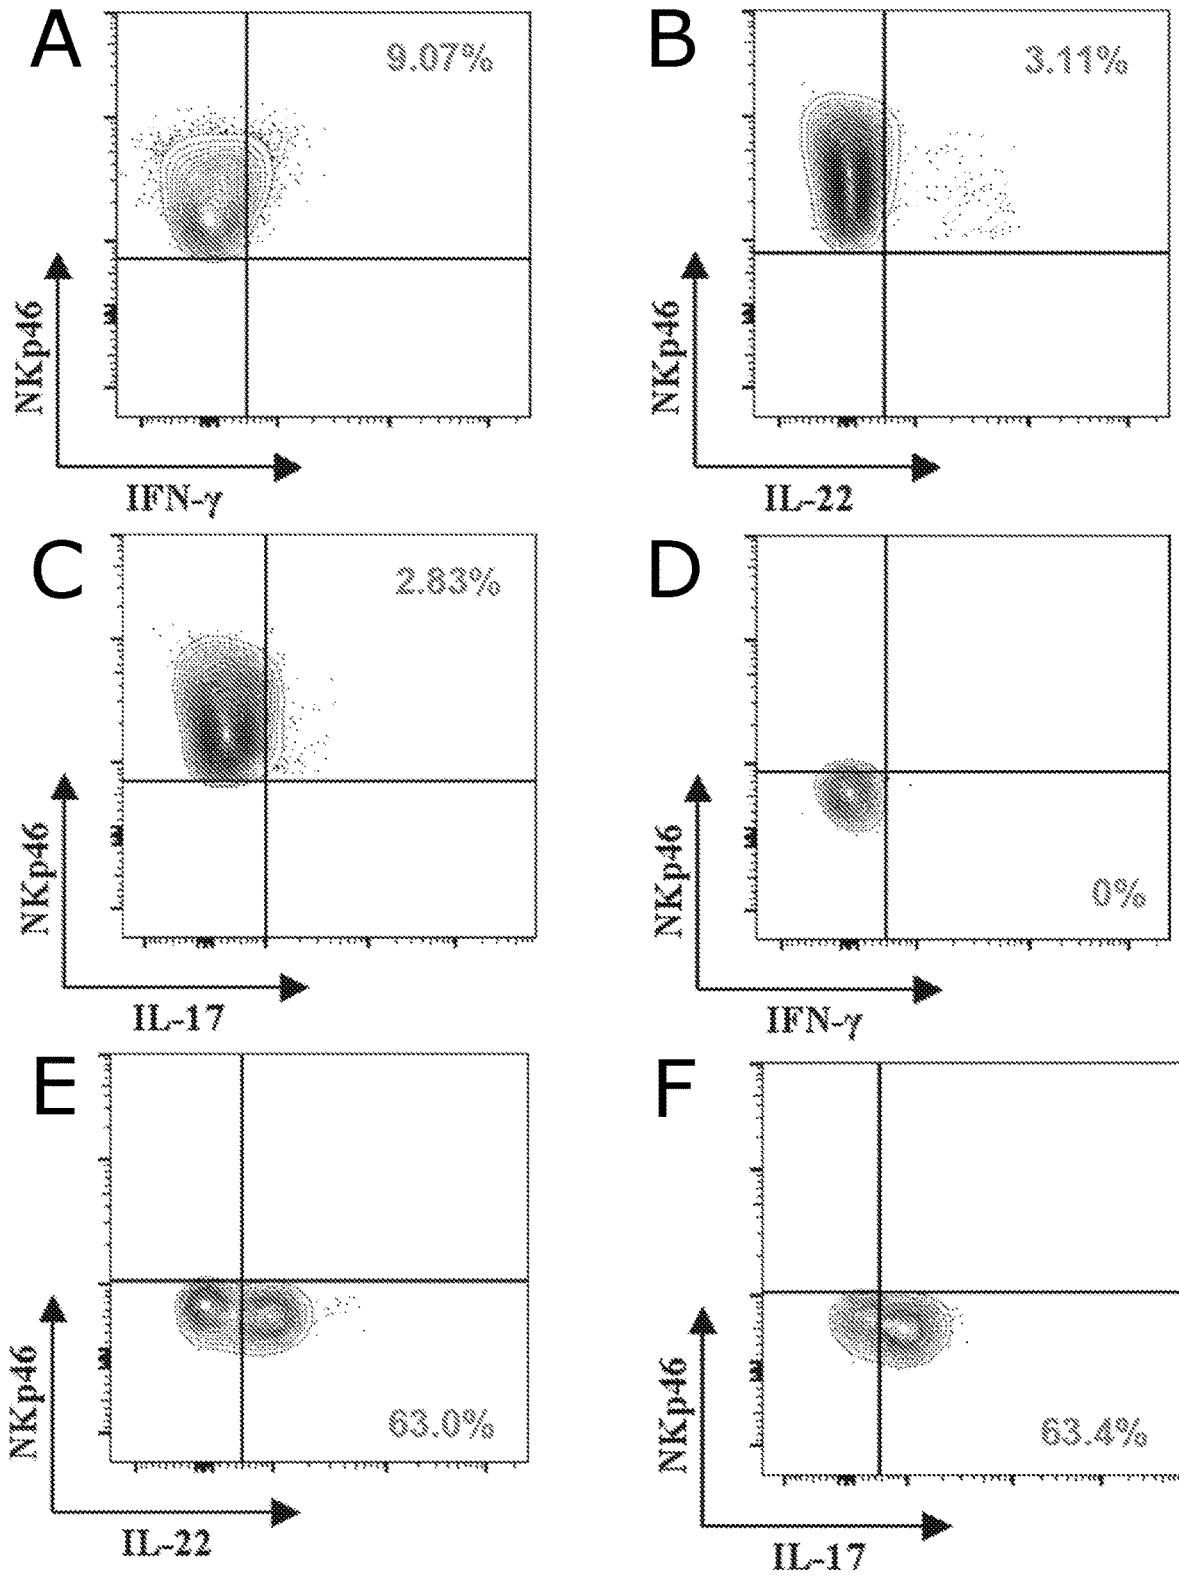 A
9.07%
NKp46
IFN-γ
B
3.11%
NKp46
IL-22
C
2.83%
NKp46
IL-17
D
0%
NKp46
IFN-γ
E
63.0%
NKp46
IL-22
F
63.4%
NKp46
IL-17